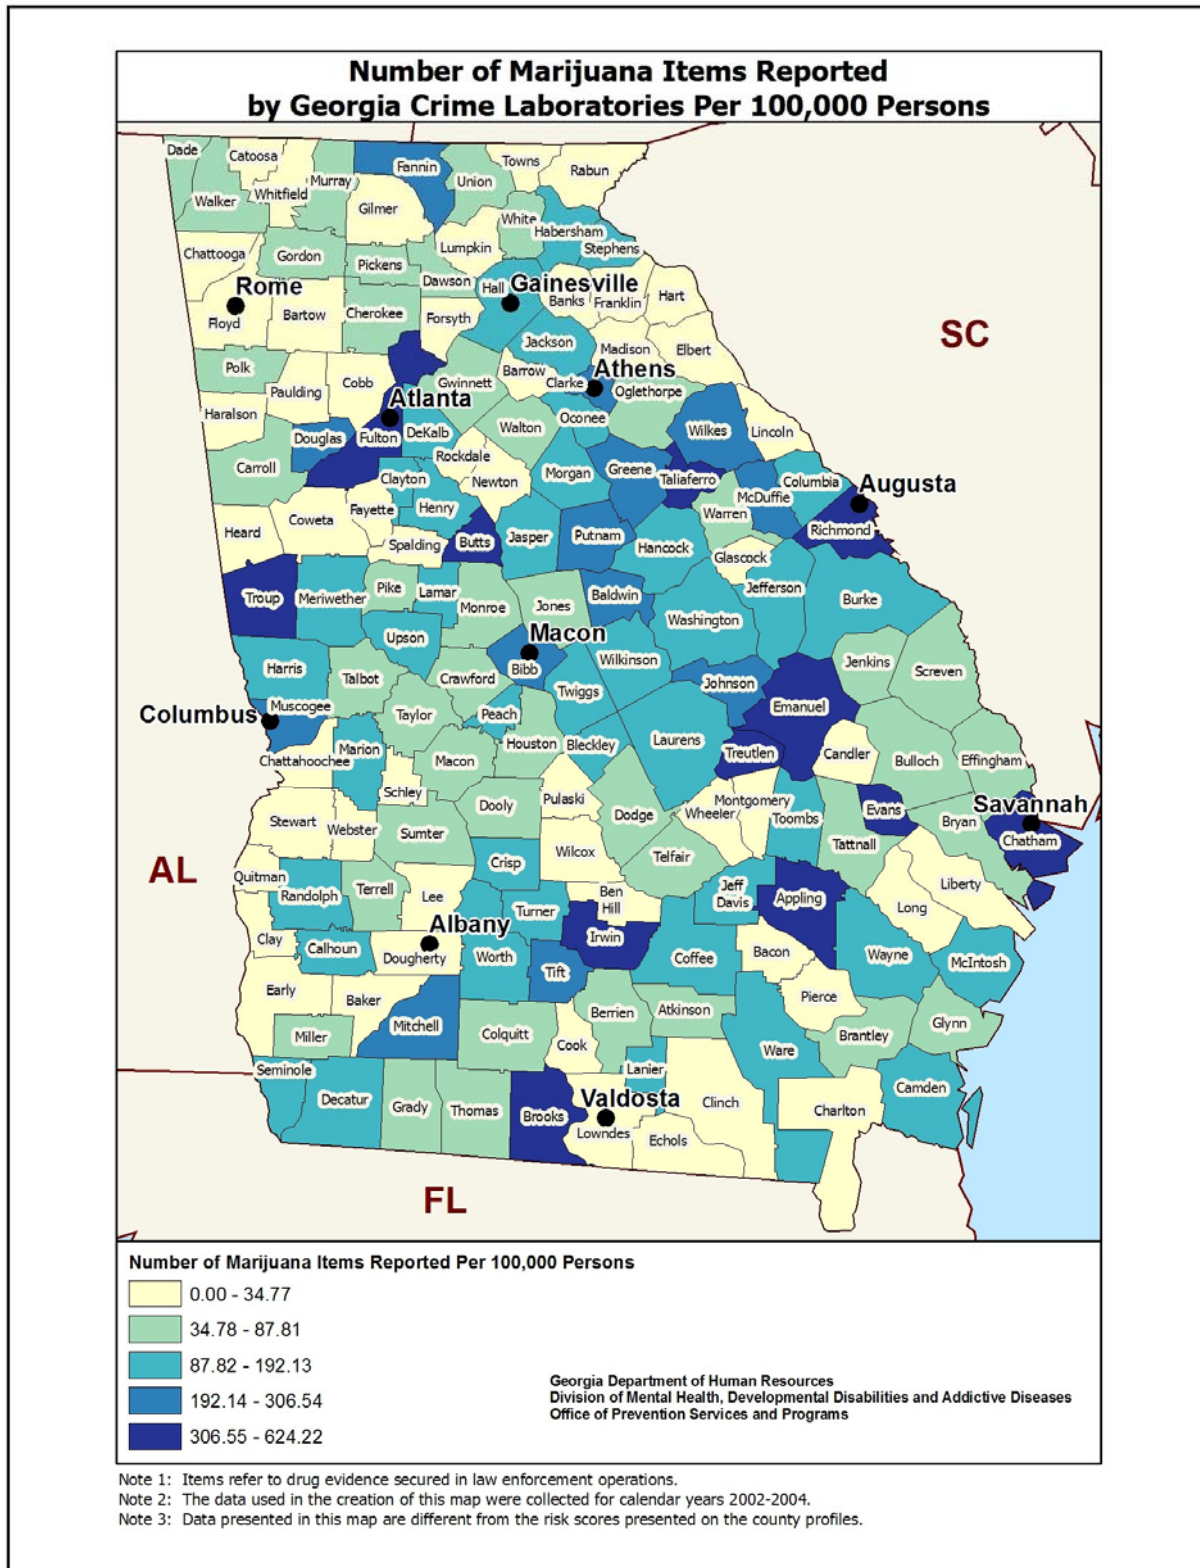 Number of Marijuana Items Reported
by Georgia Crime Laboratories Per 100,000 Persons
Dade
Catoosa
Fannin
Towns
Rabun
Walker
Whitfield
Murray
Union
Gilmer
White
Habersham
Chattooga
Gordon
Pickens
Lumpkin
Stephens
Dawson
Rome
Hall
Gainesville
Banks
Franklin
Hart
Floyd
Bartow
Cherokee
Forsyth
SC
Jackson
Madison
Elbert
Polk
Paulding
Cobb
Gwinnett
Barrow
Clarke
Athens
Oglethorpe
Haralson
Atlanta
Walton
Oconee
Wilkes
Lincoln
Douglas
Fulton
DeKalb
Carroll
Rockdale
Newton
Morgan
Greene
Taliaferro
McDuffie
Columbia
Augusta
Clayton
Henry
Warren
Richmond
Heard
Coweta
Fayette
Spalding
Butts
Jasper
Putnam
Hancock
Glascock
Troup
Meriwether
Pike
Lamar
Monroe
Jones
Baldwin
Washington
Jefferson
Burke
Upson
Macon
Bibb
Wilkinson
Jenkins
Screven
Harris
Talbot
Crawford
Twiggs
Johnson
Emanuel
Columbus
Muscogee
Taylor
Peach
Houston
Bleckley
Laurens
Treutlen
Candler
Bulloch
Effingham
Chattahoochee
Marion
Macon
Schley
Dooly
Pulaski
Dodge
Wheeler
Montgomery
Toombs
Evans
Savannah
Stewart
Webster
Sumter
Wilcox
Telfair
Tattnall
Bryan
Chatham
AL
Quitman
Randolph
Terrell
Lee
Crisp
Ben
Hill
Jeff
Davis
Appling
Liberty
Long
Clay
Calhoun
Albany
Dougherty
Worth
Turner
Irwin
Coffee
Bacon
Wayne
McIntosh
Early
Baker
Mitchell
Tift
Pierce
Miller
Colquitt
Berrien
Atkinson
Ware
Brantley
Glynn
Cook
Seminole
Decatur
Grady
Thomas
Brooks
Valdosta
Lanier
Clinch
Charlton
Camden
Lowndes
Echols
FL
Number of Marijuana Items Reported Per 100,000 Persons
0.00 - 34.77
34.78 - 87.81
87.82 - 192.13
192.14 - 306.54
306.55 - 624.22
Georgia Department of Human Resources
Division of Mental Health, Developmental Disabilities and Addictive Diseases
Office of Prevention Services and Programs
Note 1: Items refer to drug evidence secured in law enforcement operations.
Note 2: The data used in the creation of this map were collected for calendar years 2002-2004.
Note 3: Data presented in this map are different from the risk scores presented on the county profiles.